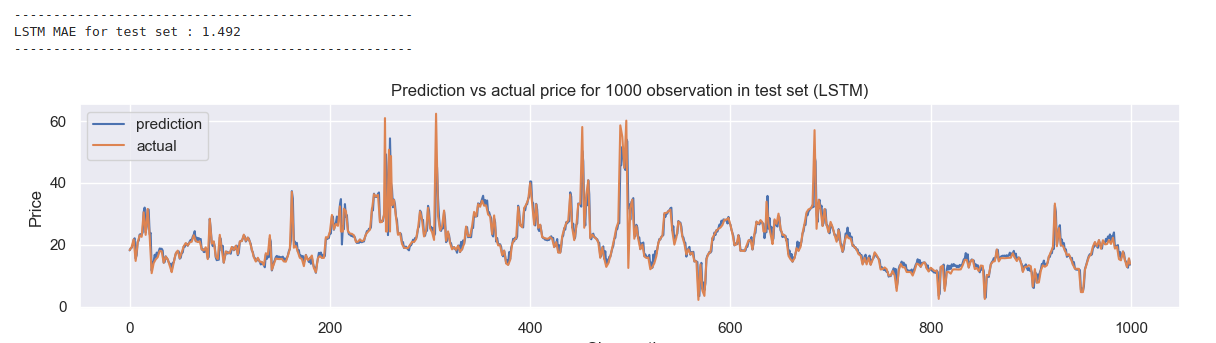 --------------------------------------------------
LSTM MAE for test set : 1.492
--------------------------------------------------
Prediction vs actual price for 1000 observation in test set (LSTM)
prediction
actual
Price
60
40
20
0
0 200 400 600 800 1000